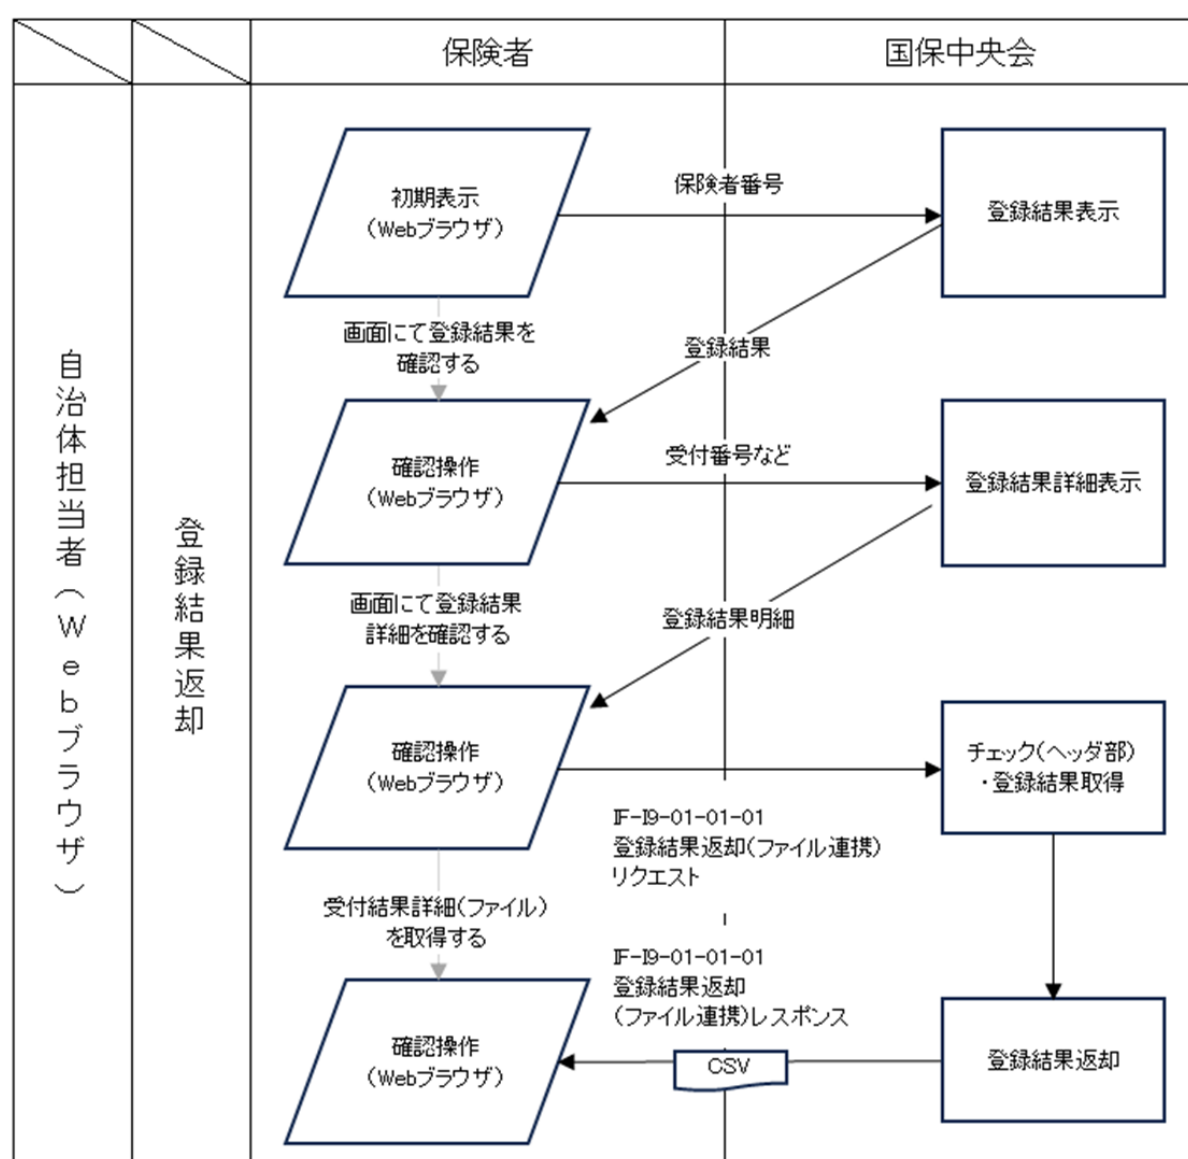 保険者
国保中央会
自治体担当者(Webブラウザ)
登録結果返却
初期表示
(Webブラウザ)
保険者番号
登録結果表示
画面にて登録結果を
確認する
登録結果
確認操作
(Webブラウザ)
受付番号など
登録結果詳細表示
画面にて登録結果
詳細を確認する
登録結果明細
確認操作
(Webブラウザ)
チェック(ヘッダ部)
・登録結果取得
IF-I9-01-01-01
登録結果返却(ファイル連携)
リクエスト
受付結果詳細(ファイル)
を取得する
IF-I9-01-01-01
登録結果返却
(ファイル連携)レスポンス
確認操作
(Webブラウザ)
CSV
登録結果返却